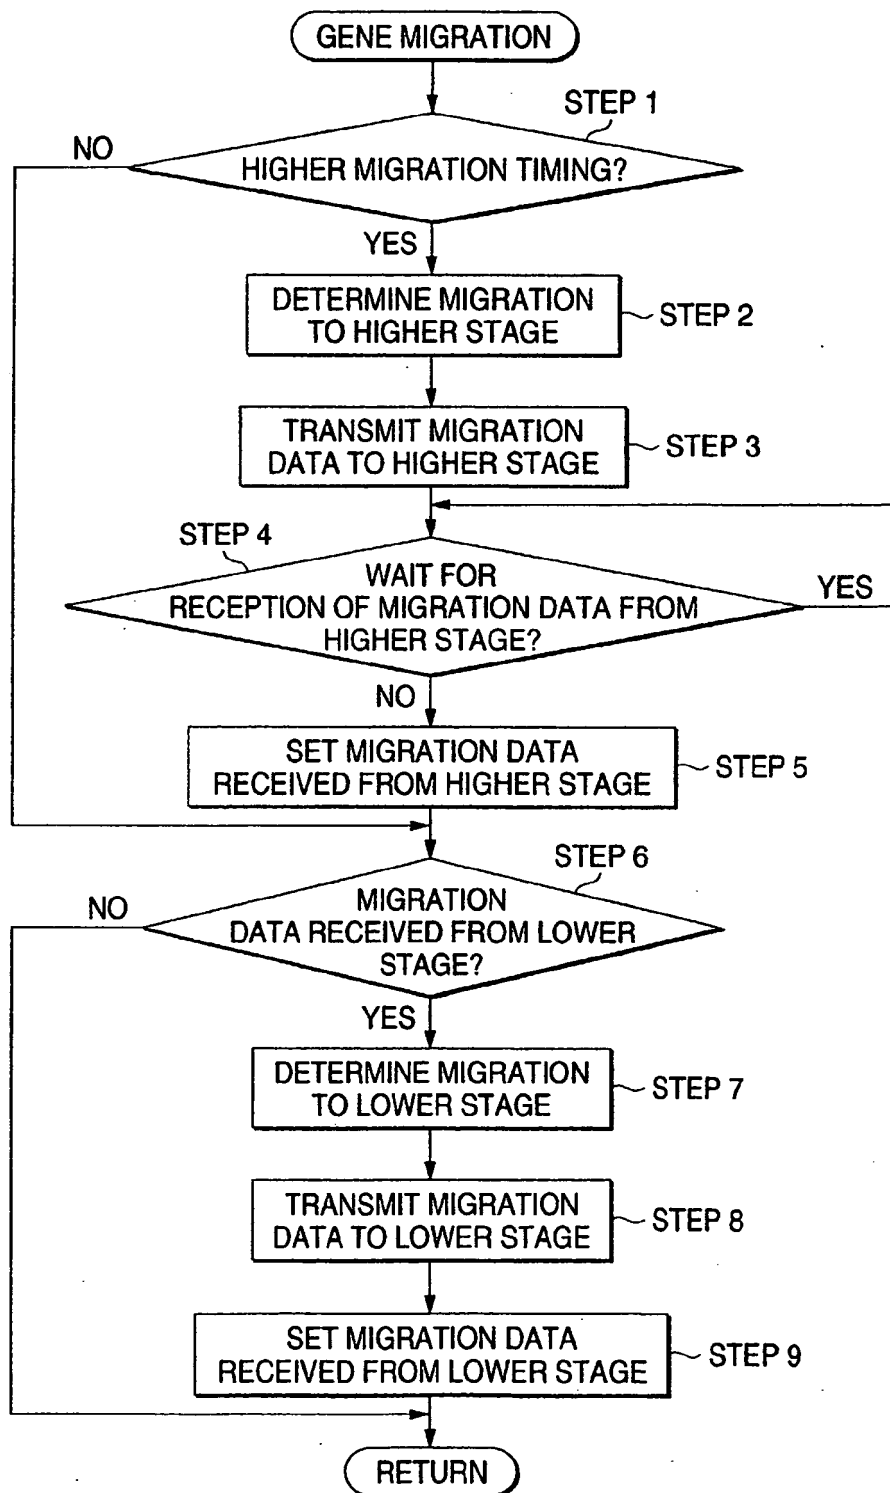 GENE MIGRATION
STEP 1
NO
HIGHER MIGRATION TIMING?
YES
DETERMINE MIGRATION
TO HIGHER STAGE
STEP 2
TRANSMIT MIGRATION
DATA TO HIGHER STAGE
STEP 3
STEP 4
WAIT FOR
RECEPTION OF MIGRATION DATA FROM
HIGHER STAGE?
YES
NO
SET MIGRATION DATA
RECEIVED FROM HIGHER STAGE
STEP 5
STEP 6
NO
MIGRATION
DATA RECEIVED FROM LOWER
STAGE?
YES
DETERMINE MIGRATION
TO LOWER STAGE
STEP 7
TRANSMIT MIGRATION
DATA TO LOWER STAGE
STEP 8
SET MIGRATION DATA
RECEIVED FROM LOWER STAGE
STEP 9
RETURN